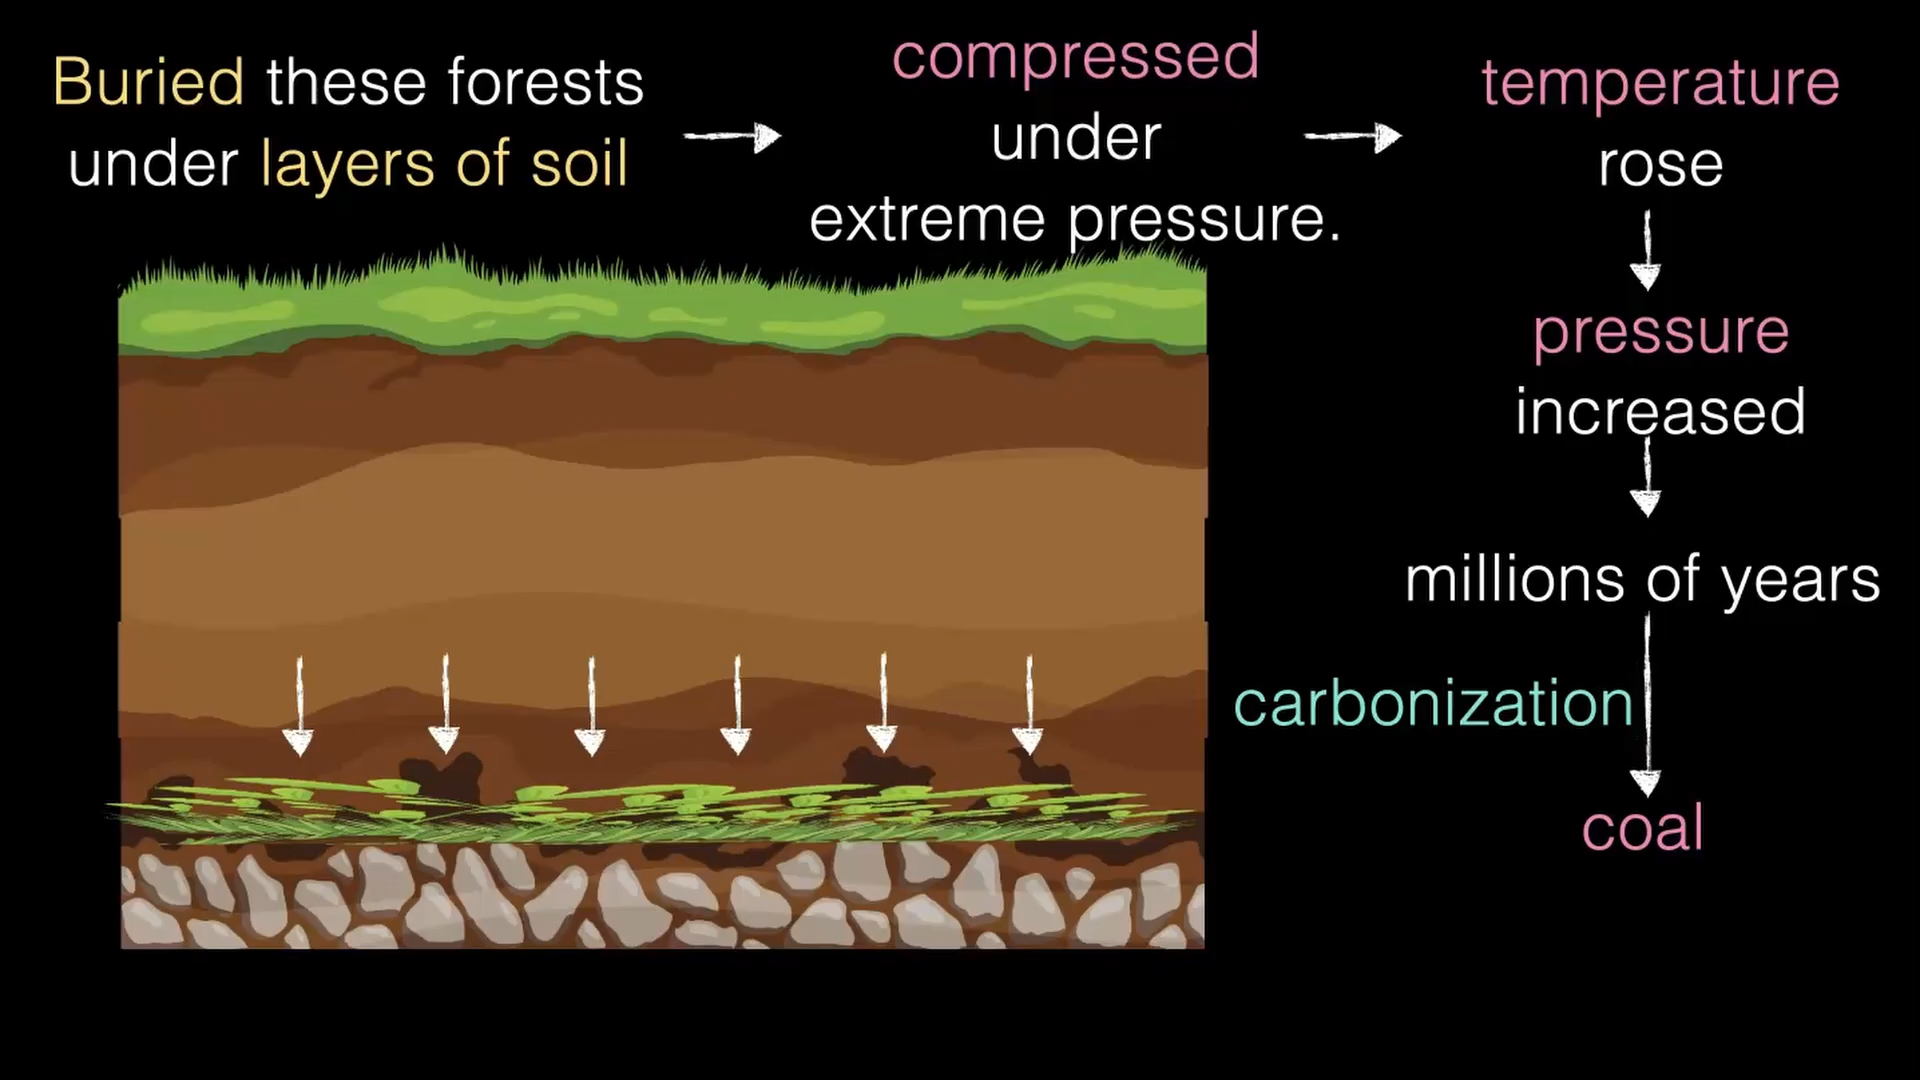 Buried these forests
under layers of soil
compressed
under
extreme pressure.
temperature
rose
pressure
increased
millions of years
carbonization
coal